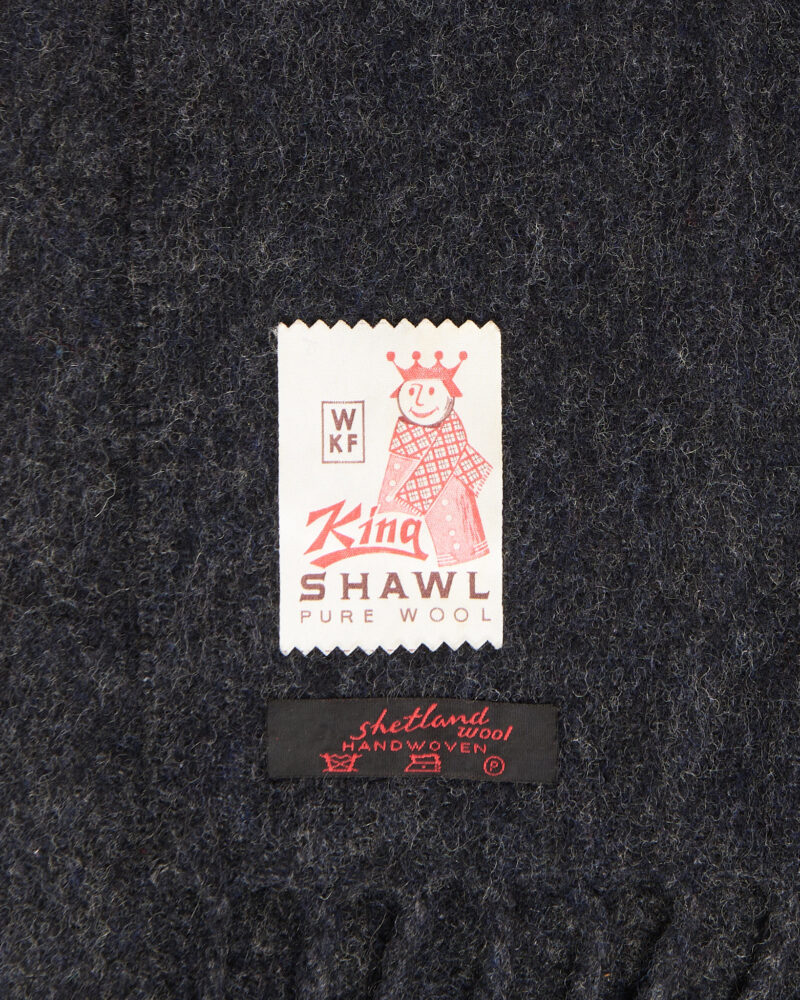 W
KF
King
SHAWL
PURE WOOL
shetland
wool
HANDWOVEN
P